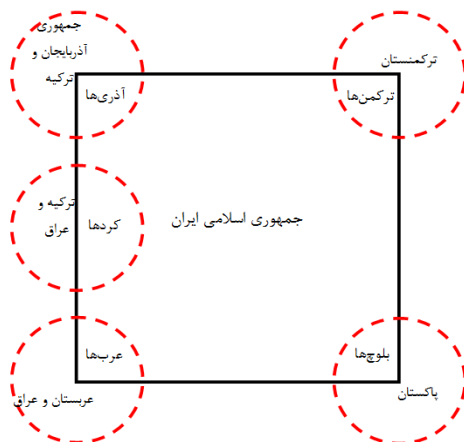 جمهوری
آذربایجان و
ترکیه
آذری‌ها
ترکمنستان
ترکمن‌ها
ترکیه و
عراق
کردها
جمهوری اسلامی ایران
عرب‌ها
عربستان و عراق
بلوچ‌ها
پاکستان